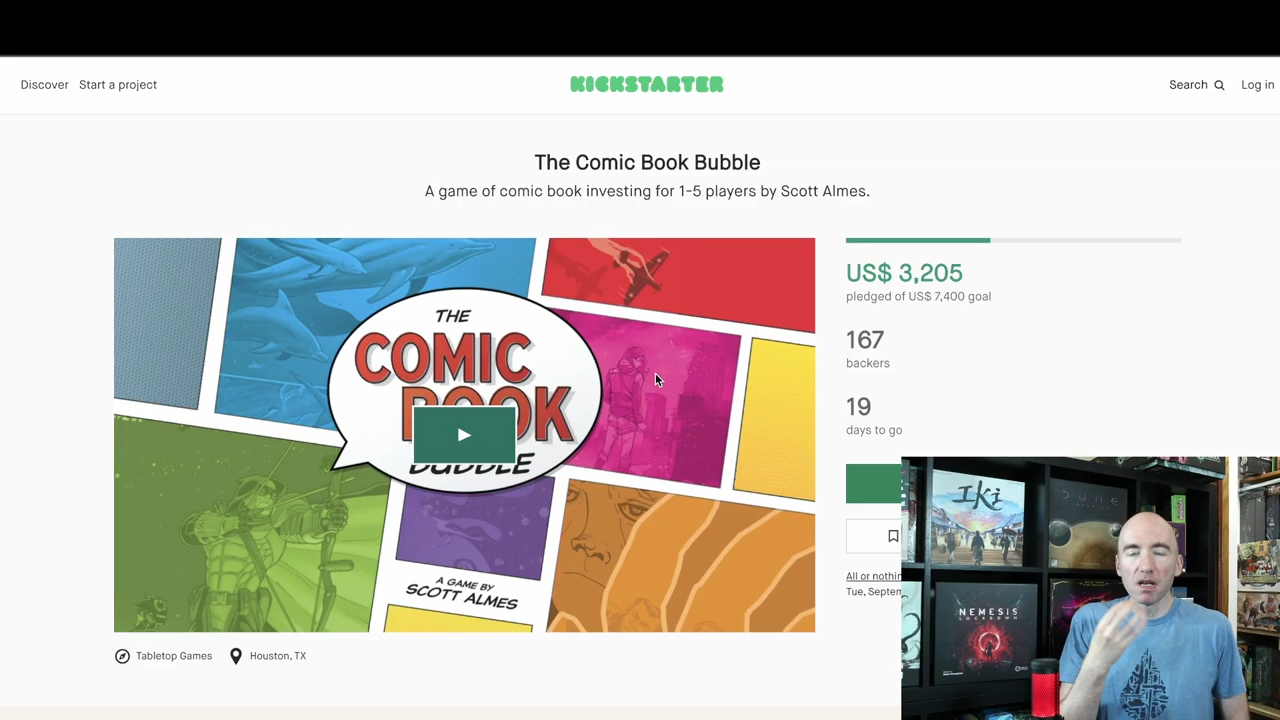 Discover Start a project KICKSTARTER Search Log in
The Comic Book Bubble
A game of comic book investing for 1-5 players by Scott Almes.
THE
COMIC
BOOK
BUBBLE
A GAME BY
SCOTT ALMES
US$ 3,205
pledged of US$ 7,400 goal
167
backers
19
days to go
All or nothin
Tue, Septem
Tabletop Games Houston, TX
IKI
DUNE
NEMESIS
LOCKDOWN